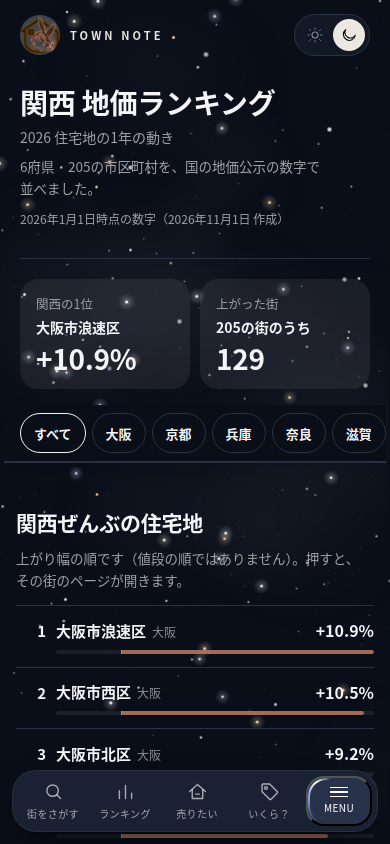 TOWN NOTE
関西 地価ランキング
2026 住宅地の1年の動き
6府県・205の市区町村を、国の地価公示の数字で
並べました。
2026年1月1日時点の数字（2026年11月1日 作成）
関西の1位
大阪市浪速区
+10.9%
上がった街
205の街のうち
129
すべて 大阪 京都 兵庫 奈良 滋賀
関西ぜんぶの住宅地
上がり幅の順です（値段の順ではありません）。押すと、
その街のページが開きます。
1 大阪市浪速区 大阪 +10.9%
2 大阪市西区 大阪 +10.5%
3 大阪市北区 大阪 +9.2%
街をさがす ランキング 売りたい いくら？ MENU